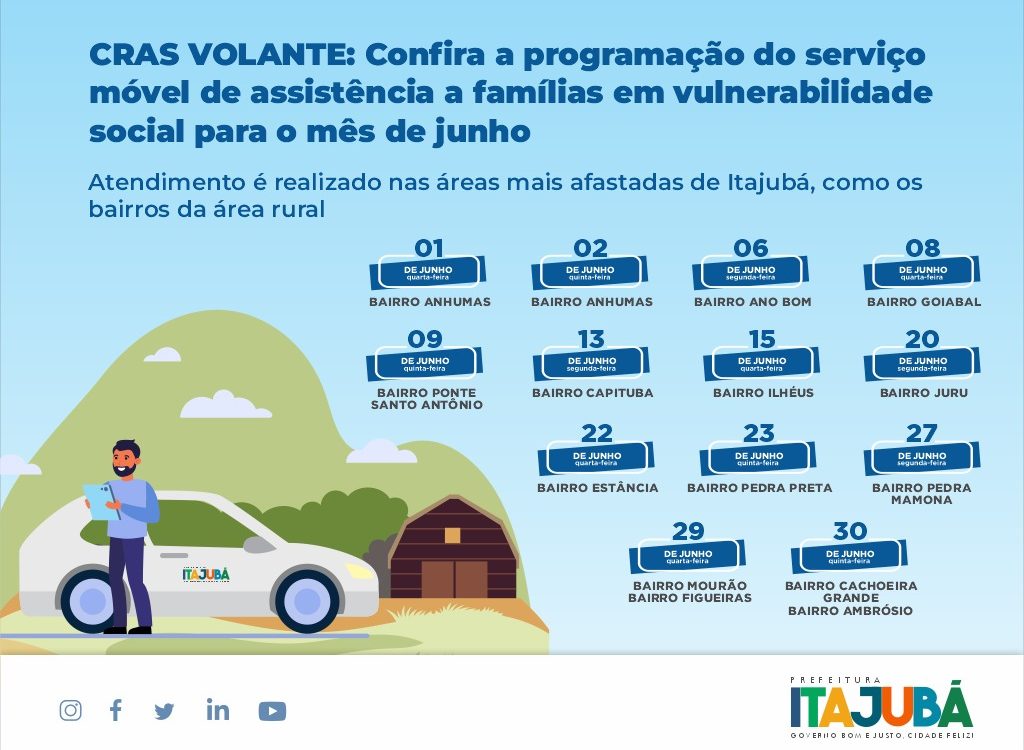 CRAS VOLANTE: Confira a programação do serviço
móvel de assistência a famílias em vulnerabilidade
social para o mês de junho
Atendimento é realizado nas áreas mais afastadas de Itajubá, como os
bairros da área rural
01
DE JUNHO
quarta-feira
BAIRRO ANHUMAS
02
DE JUNHO
quinta-feira
BAIRRO ANHUMAS
06
DE JUNHO
segunda-feira
BAIRRO ANO BOM
08
DE JUNHO
quarta-feira
BAIRRO GOIABAL
09
DE JUNHO
quinta-feira
BAIRRO PONTE
SANTO ANTÔNIO
13
DE JUNHO
segunda-feira
BAIRRO CAPITUBA
15
DE JUNHO
quarta-feira
BAIRRO ILHÉUS
20
DE JUNHO
segunda-feira
BAIRRO JURU
22
DE JUNHO
quarta-feira
BAIRRO ESTÂNCIA
23
DE JUNHO
quinta-feira
BAIRRO PEDRA PRETA
27
DE JUNHO
segunda-feira
BAIRRO PEDRA
MAMONA
29
DE JUNHO
quarta-feira
BAIRRO MOURÃO
BAIRRO FIGUEIRAS
30
DE JUNHO
quinta-feira
BAIRRO CACHOEIRA
GRANDE
BAIRRO AMBRÓSIO
ITAJUBÁ
PREFEITURA
ITAJUBÁ
GOVERNO BOM E JUSTO, CIDADE FELIZ!